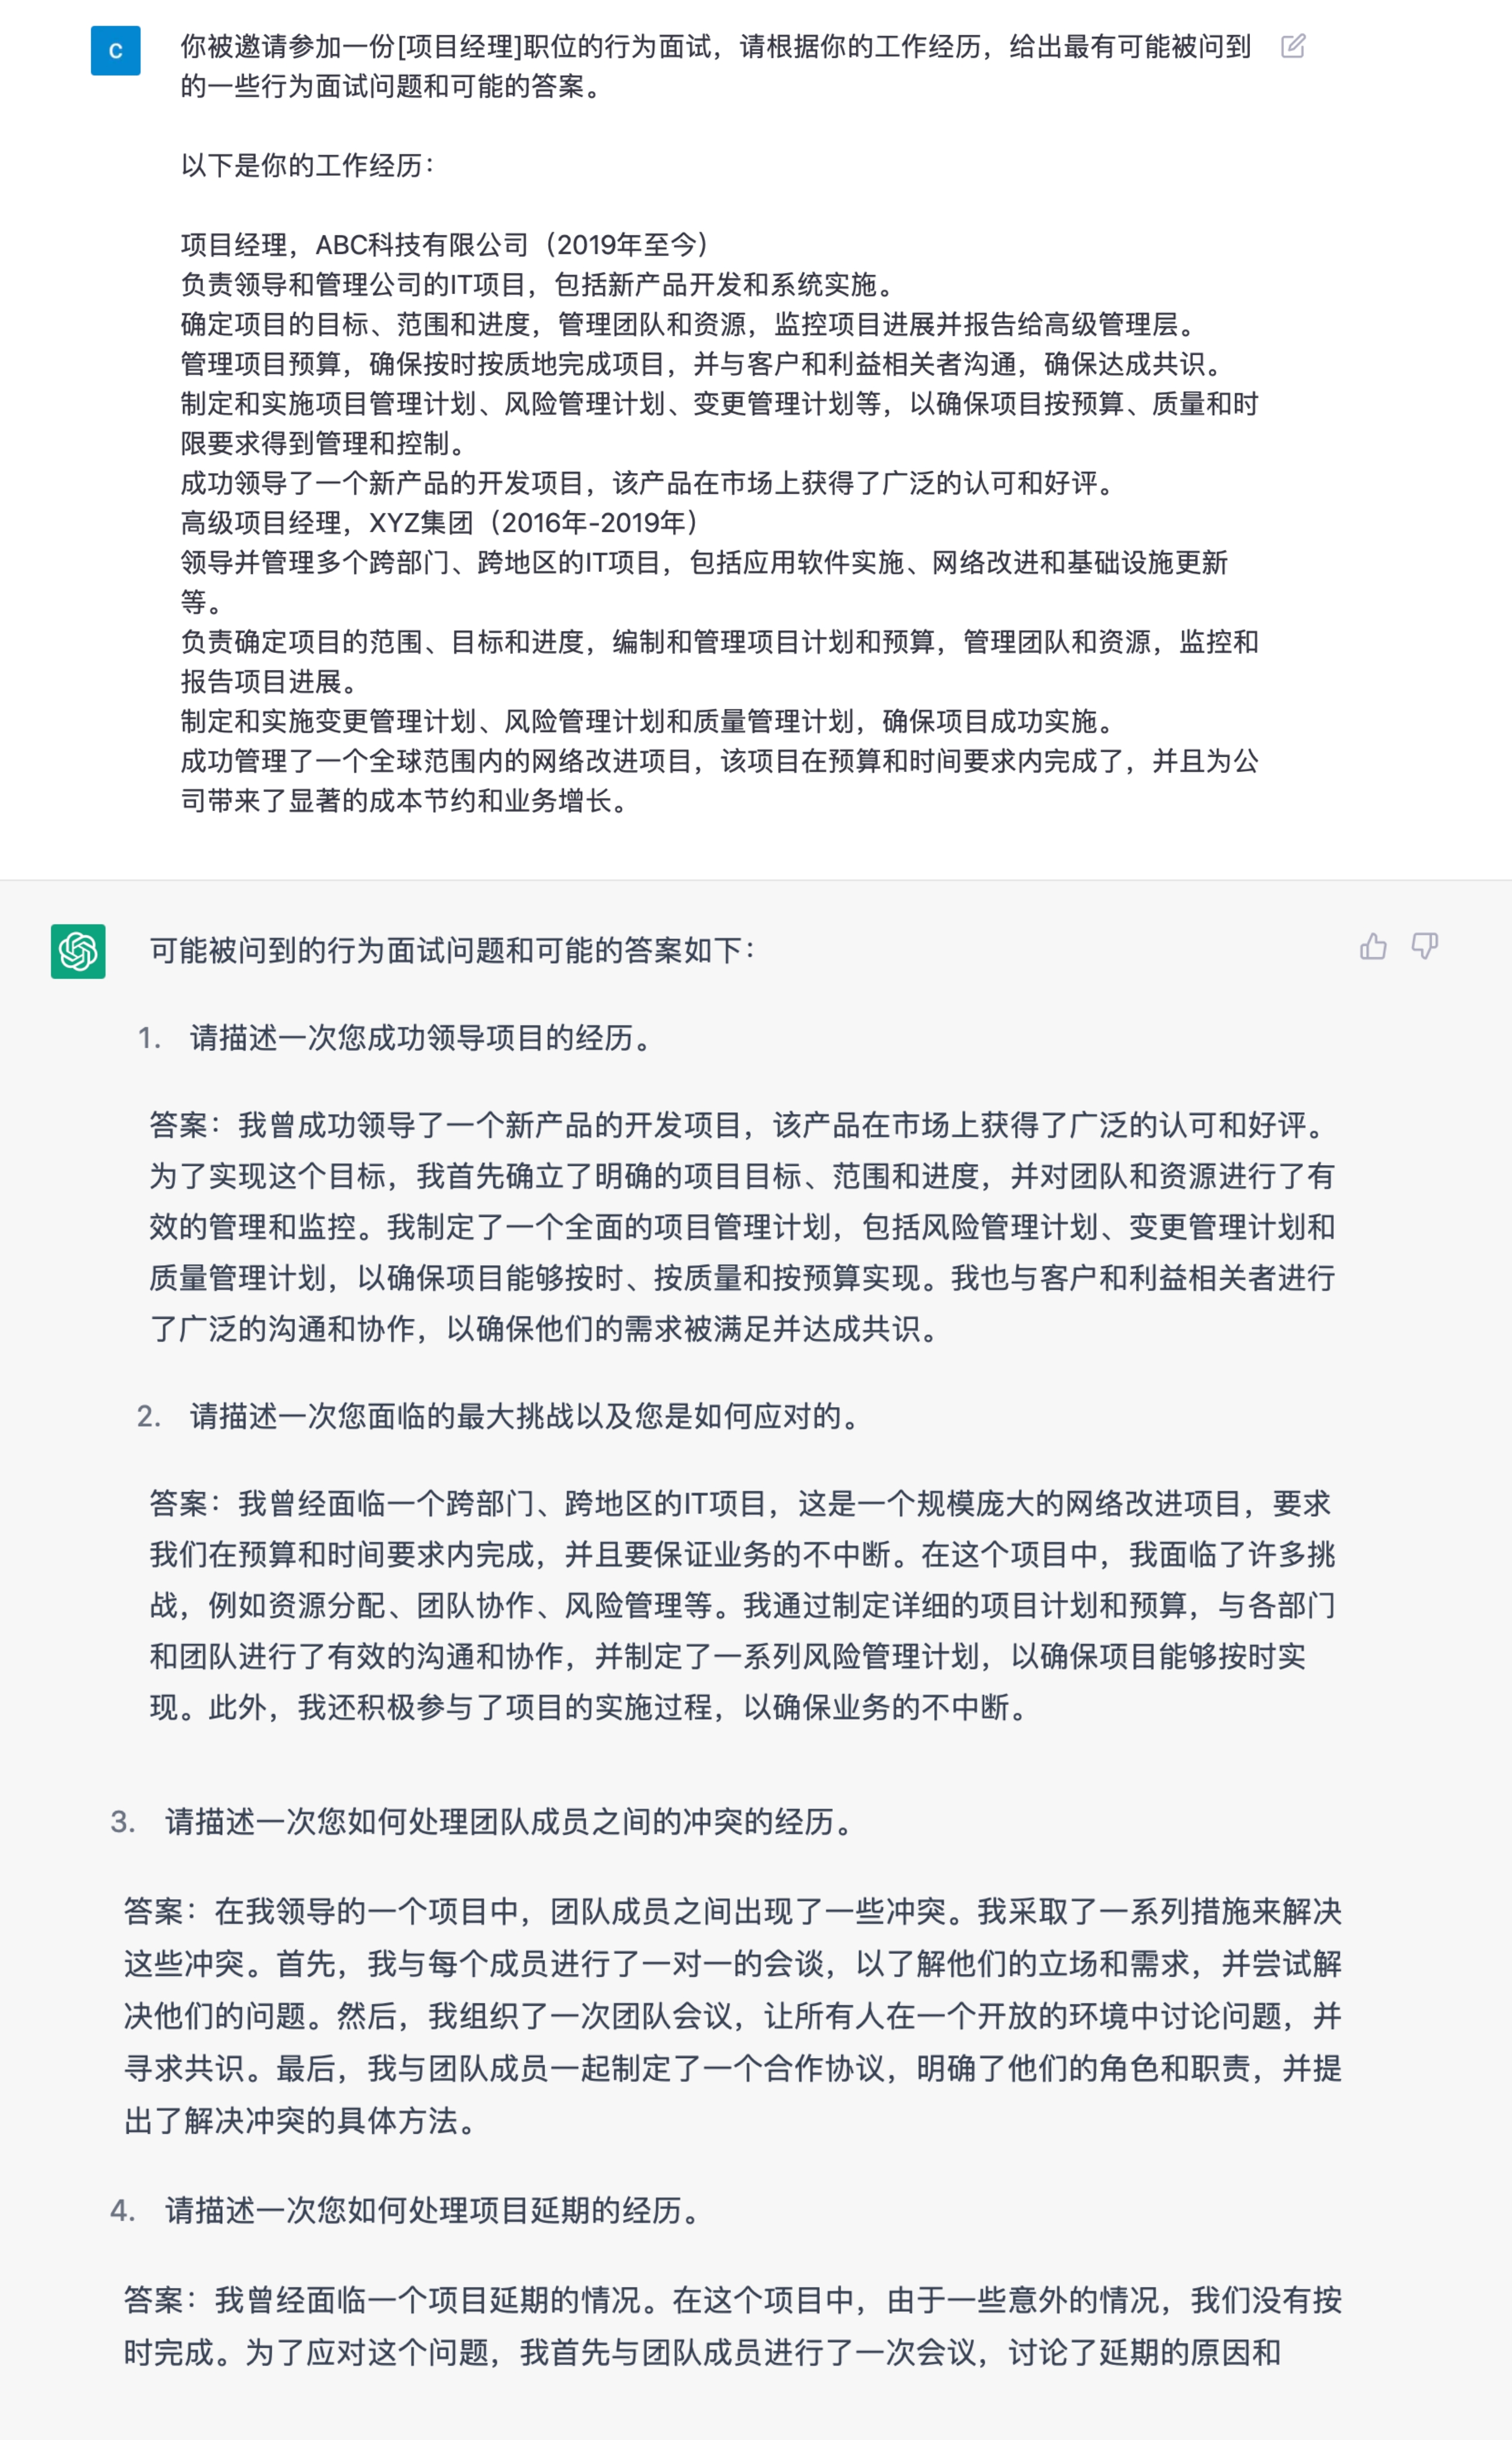 C
你被邀请参加一份[项目经理]职位的行为面试，请根据你的工作经历，给出最有可能被问到
的一些行为面试问题和可能的答案。
以下是你的工作经历：
项目经理，ABC科技有限公司（2019年至今）
负责领导和管理公司的IT项目，包括新产品开发和系统实施。
确定项目的目标、范围和进度，管理团队和资源，监控项目进展并报告给高级管理层。
管理项目预算，确保按时按质地完成项目，并与客户和利益相关者沟通，确保达成共识。
制定和实施项目管理计划、风险管理计划、变更管理计划等，以确保项目按预算、质量和时
限要求得到管理和控制。
成功领导了一个新产品的开发项目，该产品在市场上获得了广泛的认可和好评。
高级项目经理，XYZ集团（2016年-2019年）
领导并管理多个跨部门、跨地区的IT项目，包括应用软件实施、网络改进和基础设施更新
等。
负责确定项目的范围、目标和进度，编制和管理项目计划和预算，管理团队和资源，监控和
报告项目进展。
制定和实施变更管理计划、风险管理计划和质量管理计划，确保项目成功实施。
成功管理了一个全球范围内的网络改进项目，该项目在预算和时间要求内完成了，并且为公
司带来了显著的成本节约和业务增长。
可能被问到的行为面试问题和可能的答案如下：
1. 请描述一次您成功领导项目的经历。
答案：我曾成功领导了一个新产品的开发项目，该产品在市场上获得了广泛的认可和好评。
为了实现这个目标，我首先确立了明确的项目目标、范围和进度，并对团队和资源进行了有
效的管理和监控。我制定了一个全面的项目管理计划，包括风险管理计划、变更管理计划和
质量管理计划，以确保项目能够按时、按质量和按预算实现。我也与客户和利益相关者进行
了广泛的沟通和协作，以确保他们的需求被满足并达成共识。
2. 请描述一次您面临的最大挑战以及您是如何应对的。
答案：我曾经面临一个跨部门、跨地区的IT项目，这是一个规模庞大的网络改进项目，要求
我们在预算和时间要求内完成，并且要保证业务的不中断。在这个项目中，我面临了许多挑
战，例如资源分配、团队协作、风险管理等。我通过制定详细的项目计划和预算，与各部门
和团队进行了有效的沟通和协作，并制定了一系列风险管理计划，以确保项目能够按时实
现。此外，我还积极参与了项目的实施过程，以确保业务的不中断。
3. 请描述一次您如何处理团队成员之间的冲突的经历。
答案：在我领导的一个项目中，团队成员之间出现了一些冲突。我采取了一系列措施来解决
这些冲突。首先，我与每个成员进行了一对一的会谈，以了解他们的立场和需求，并尝试解
决他们的问题。然后，我组织了一次团队会议，让所有人在一个开放的环境中讨论问题，并
寻求共识。最后，我与团队成员一起制定了一个合作协议，明确了他们的角色和职责，并提
出了解决冲突的具体方法。
4. 请描述一次您如何处理项目延期的经历。
答案：我曾经面临一个项目延期的情况。在这个项目中，由于一些意外的情况，我们没有按
时完成。为了应对这个问题，我首先与团队成员进行了一次会议，讨论了延期的原因和